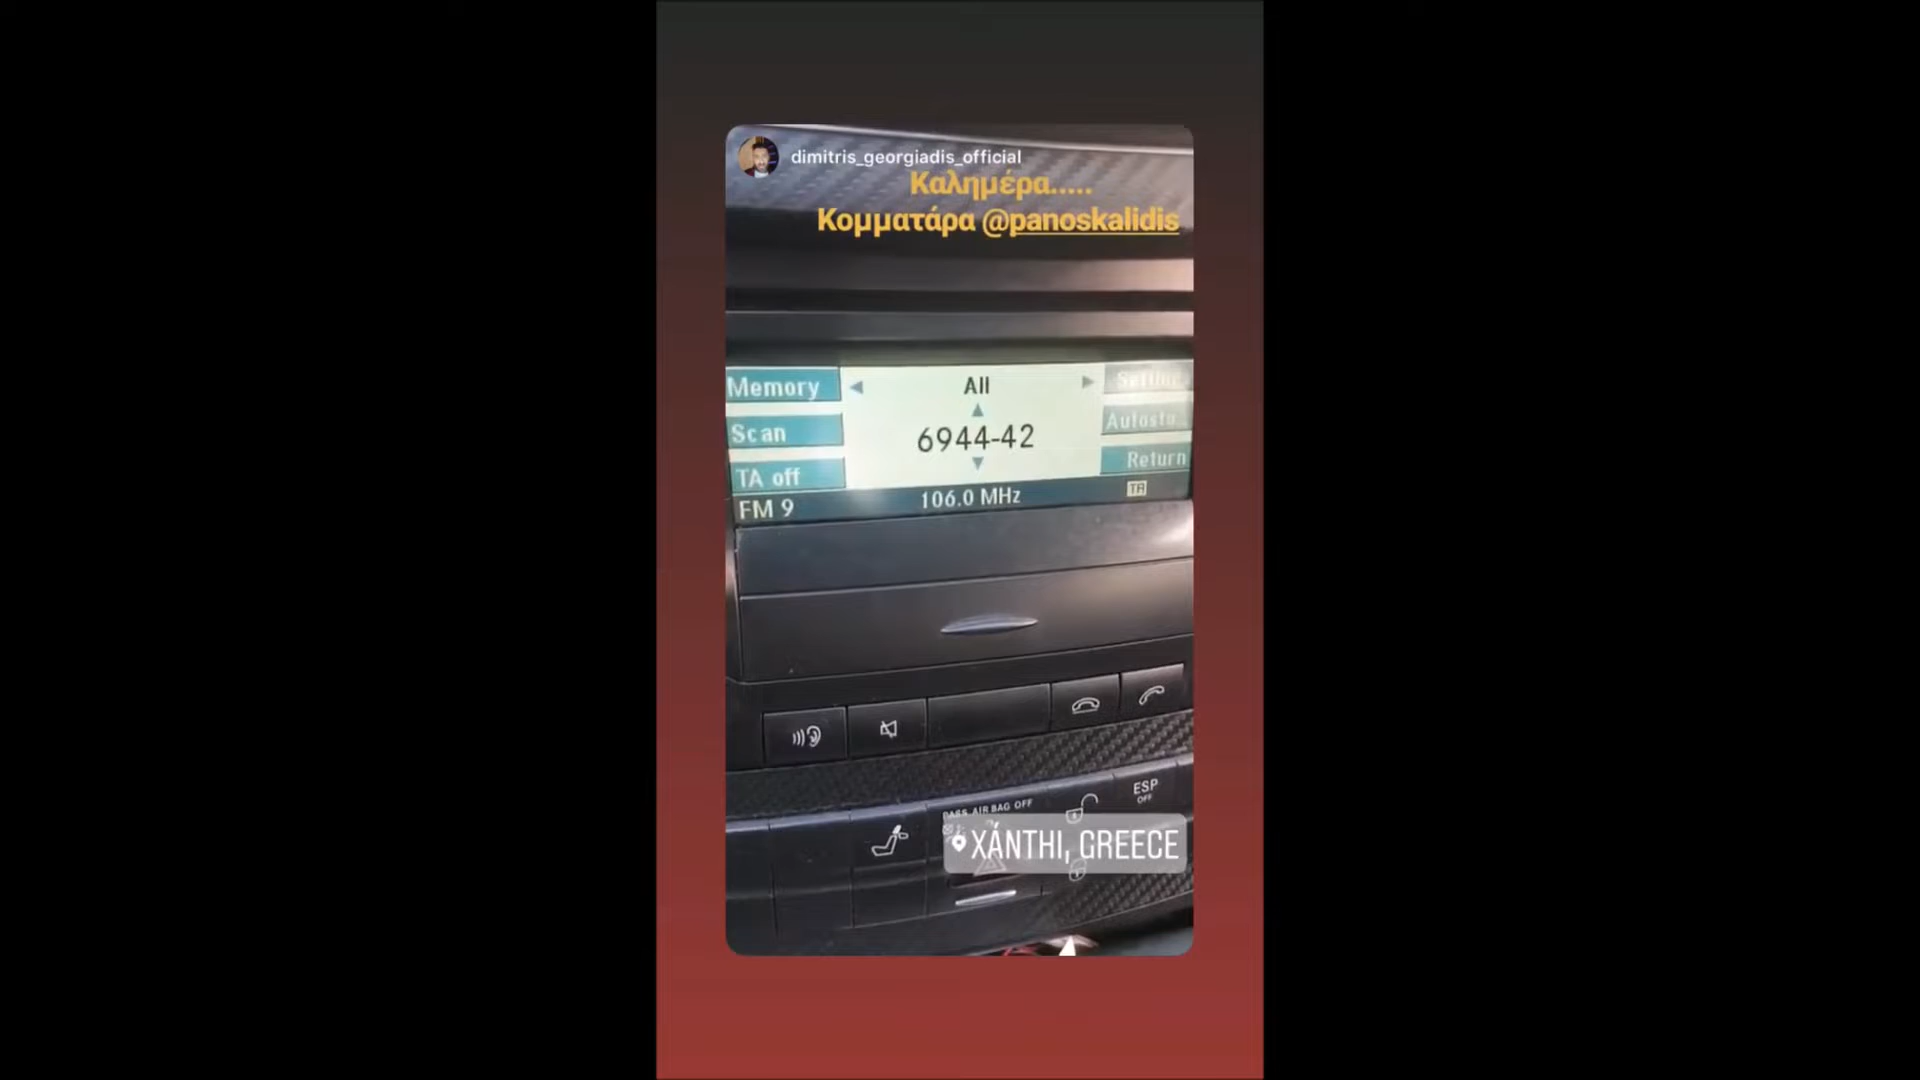 dimitris_georgiadis_official
Καλημέρα.....
Κομματάρα @panoskalidis
Memory
All
Scan
6944-42
Autosto..
TA off
Return
FM 9
106.0 MHz
PASS AIR BAG OFF
ESP
OFF
XÁNTHI, GREECE